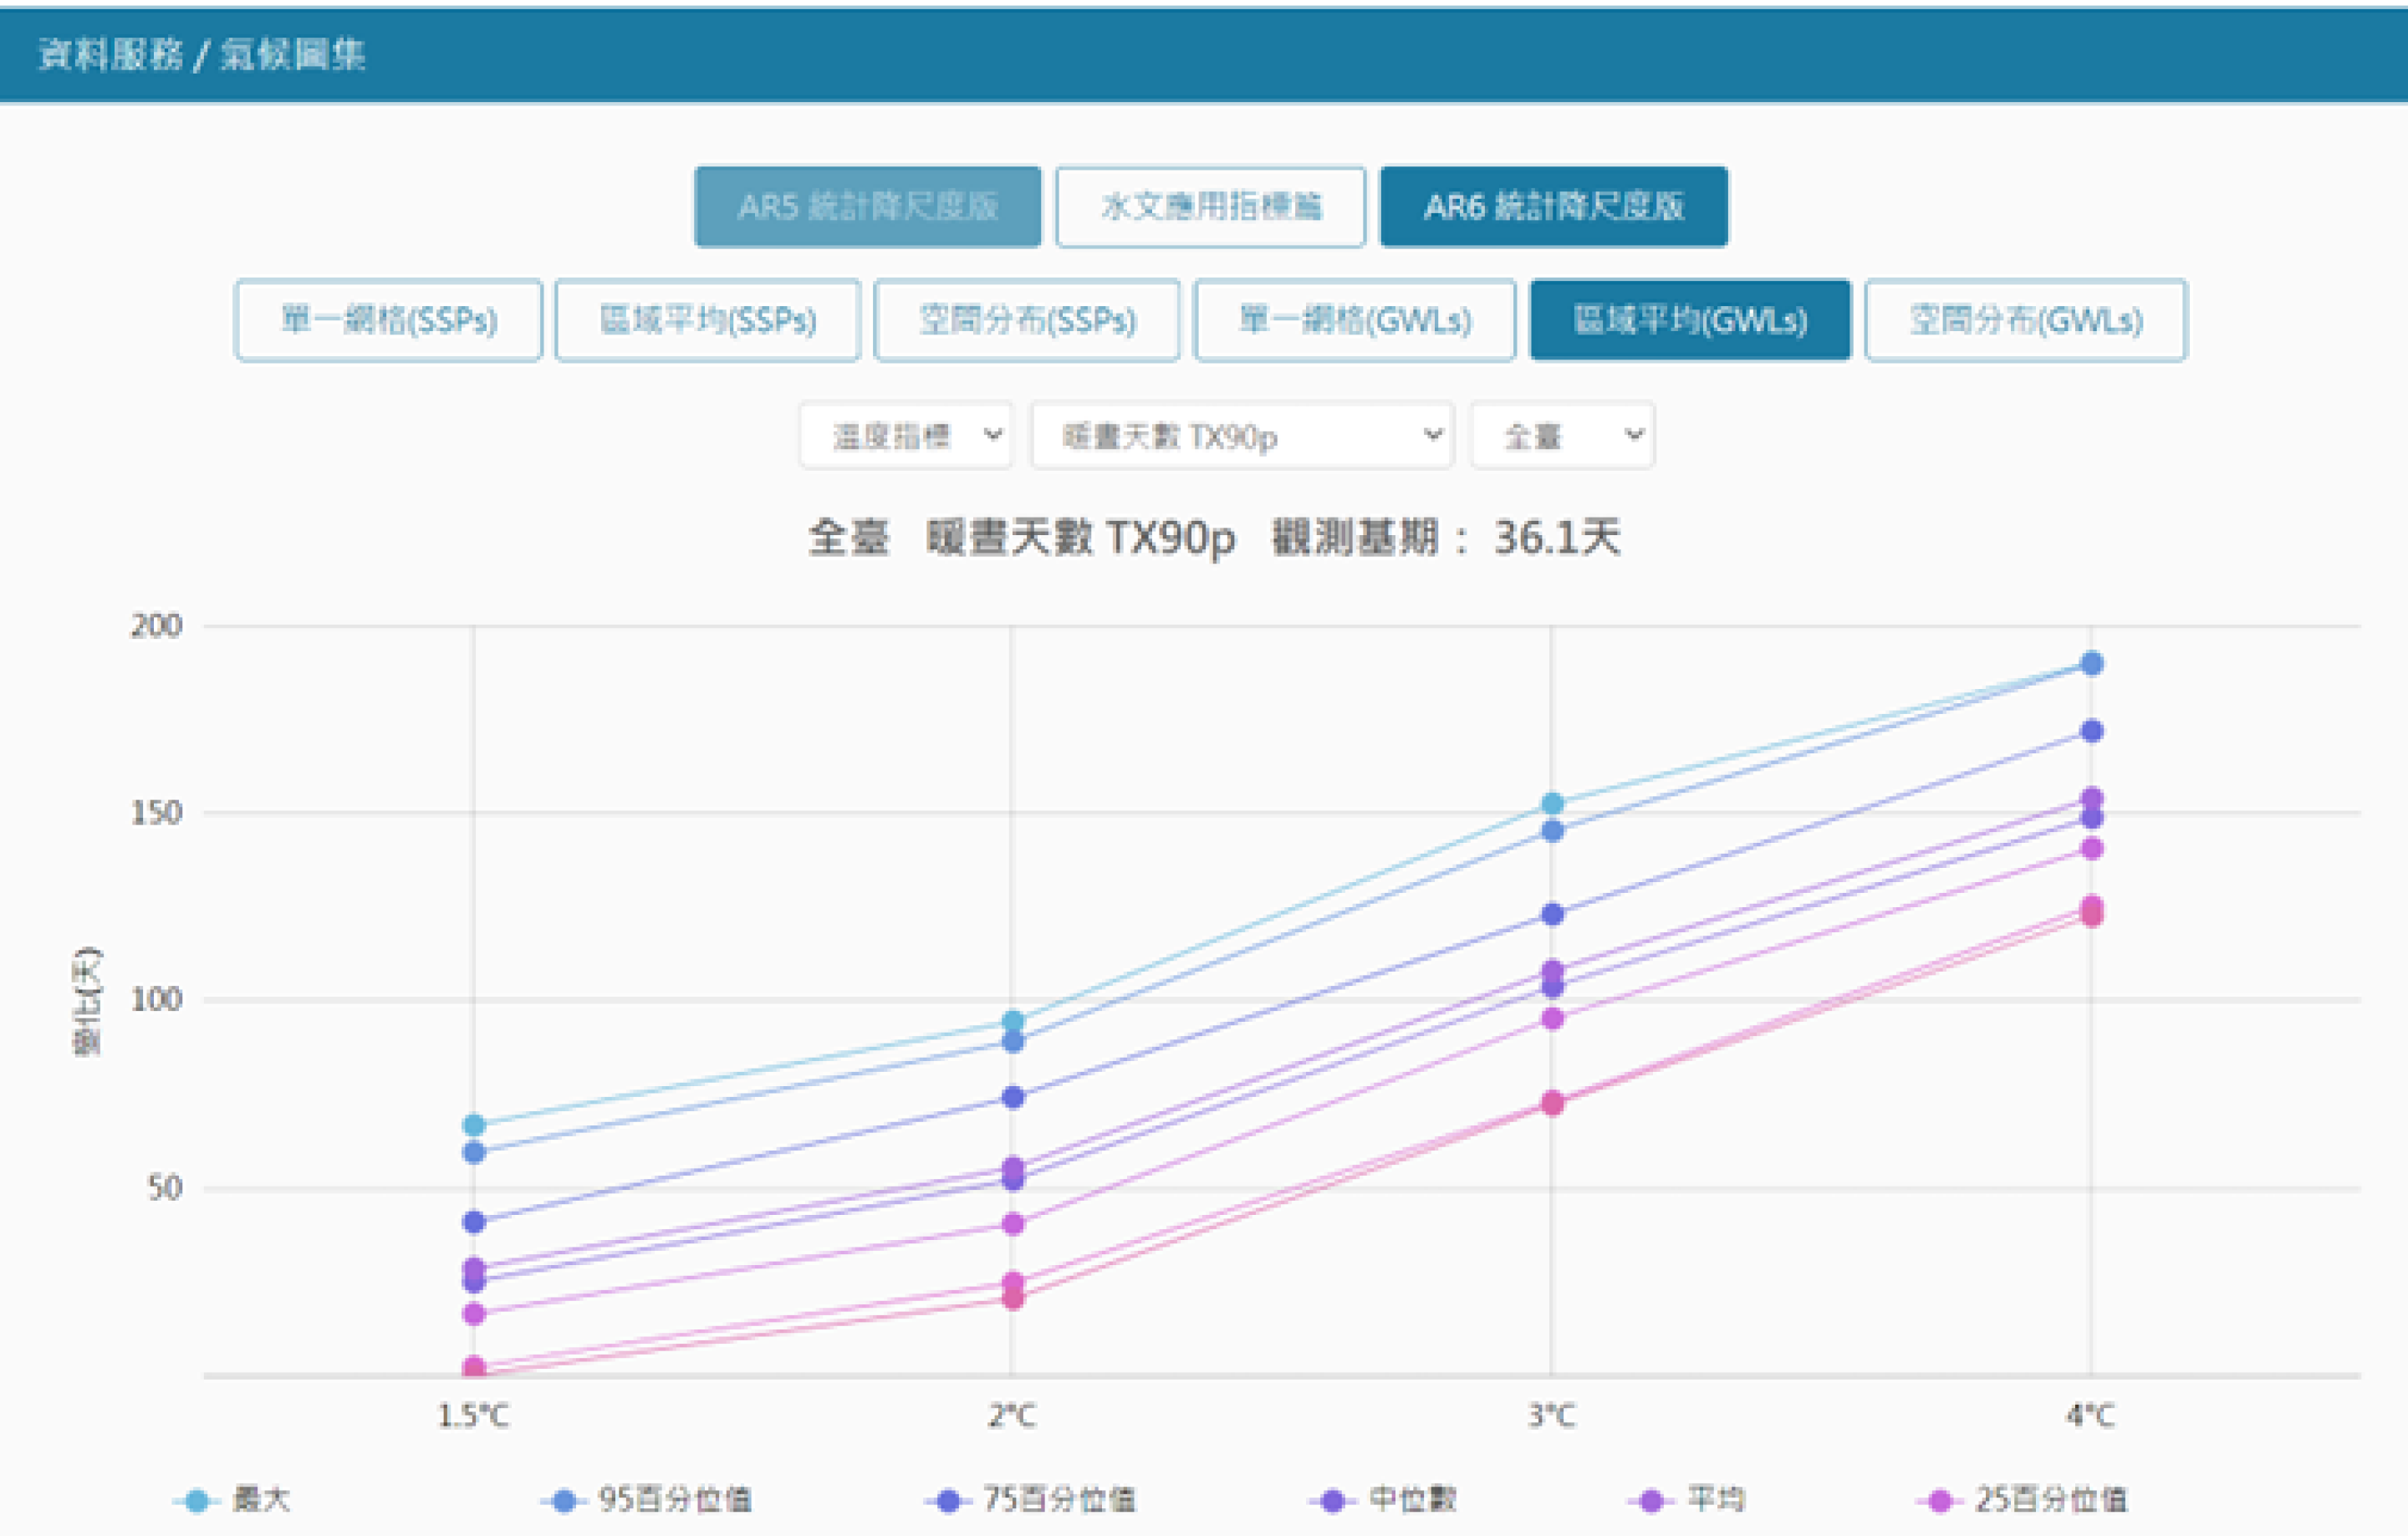 資料服務 / 氣候圖集
AR5 統計降尺度版 水文應用指標篇 AR6 統計降尺度版
單一網格(SSPs) 區域平均(SSPs) 空間分布(SSPs) 單一網格(GWLs) 區域平均(GWLs) 空間分布(GWLs)
溫度指標 暖晝天數 TX90p 全臺
全臺 暖晝天數 TX90p 觀測基期： 36.1天
200
150
100
50
變化(天)
1.5°C 2°C 3°C 4°C
最大 95百分位值 75百分位值 中位數 平均 25百分位值